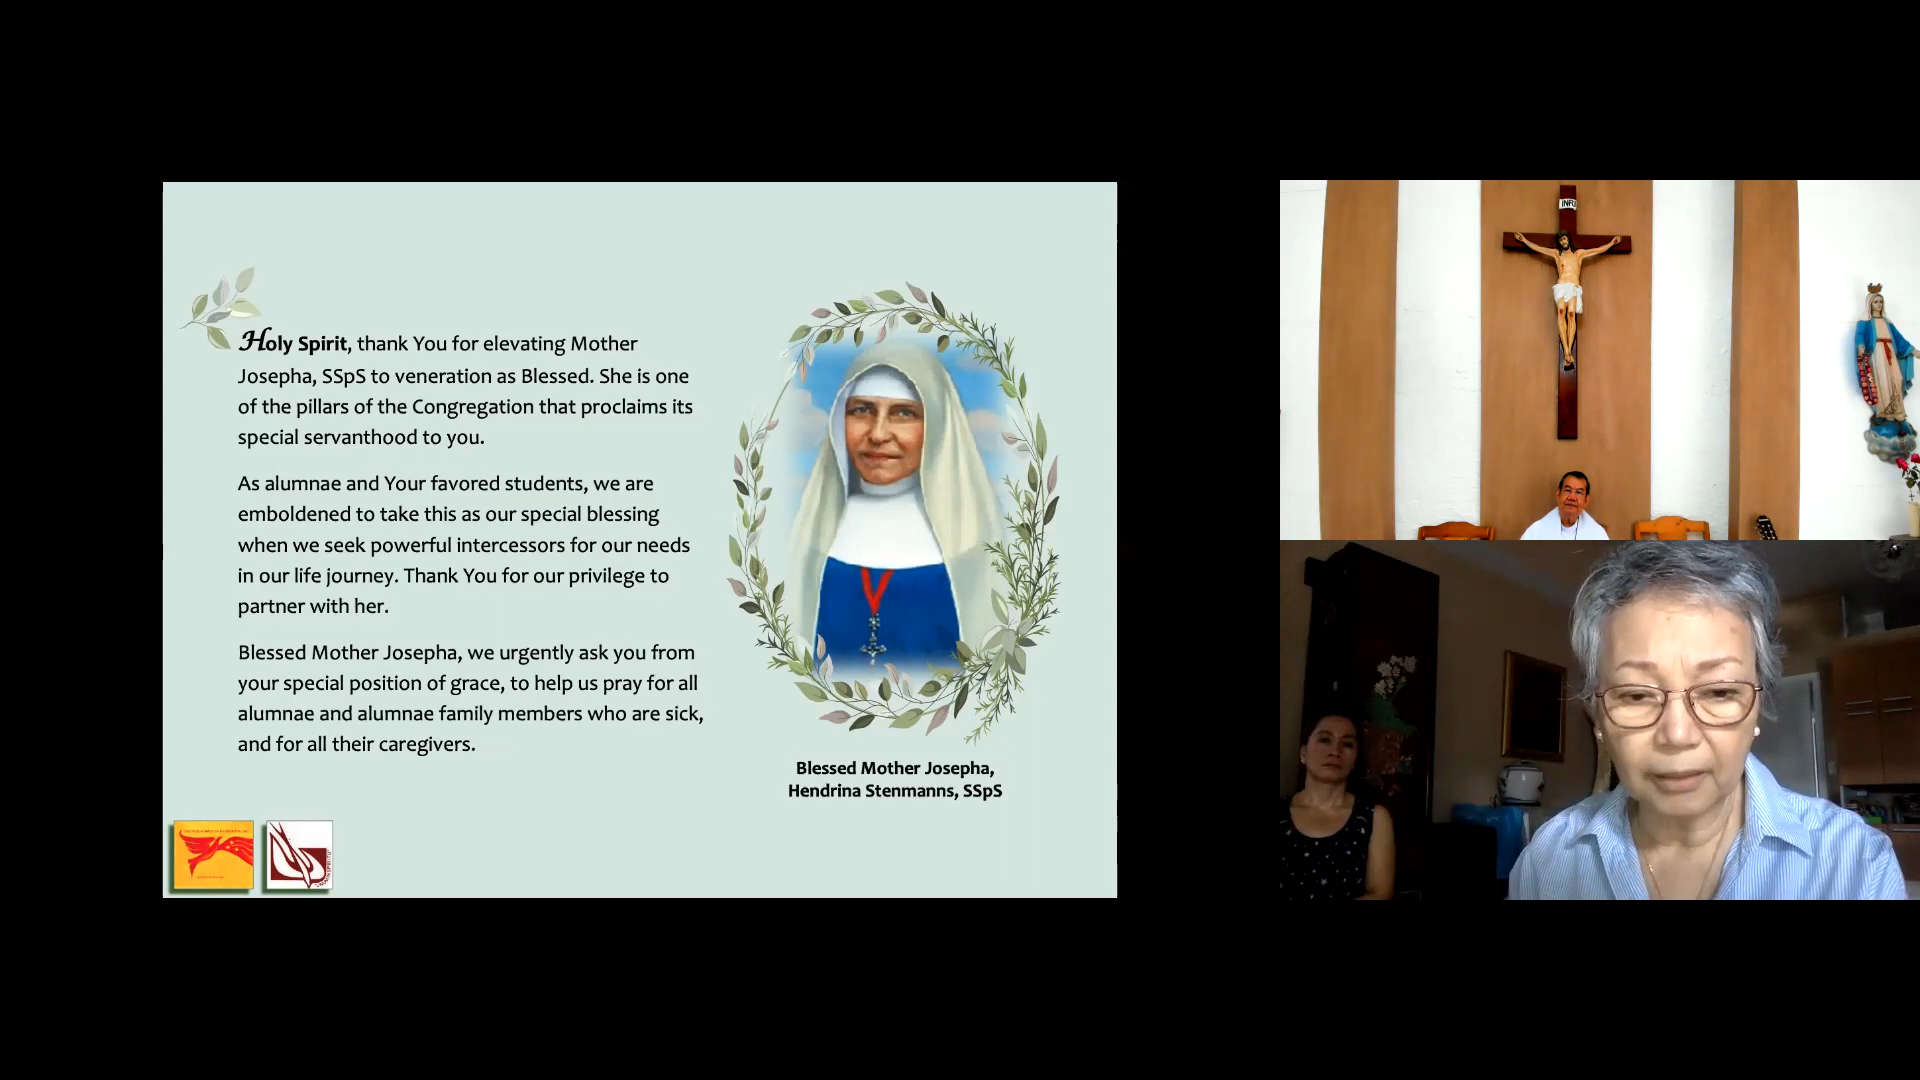 Holy Spirit, thank You for elevating Mother
Josepha, SSpS to veneration as Blessed. She is one
of the pillars of the Congregation that proclaims its
special servanthood to you.
As alumnae and Your favored students, we are
emboldened to take this as our special blessing
when we seek powerful intercessors for our needs
in our life journey. Thank You for our privilege to
partner with her.
Blessed Mother Josepha, we urgently ask you from
your special position of grace, to help us pray for all
alumnae and alumnae family members who are sick,
and for all their caregivers.
Blessed Mother Josepha,
Hendrina Stenmanns, SSpS
INRI